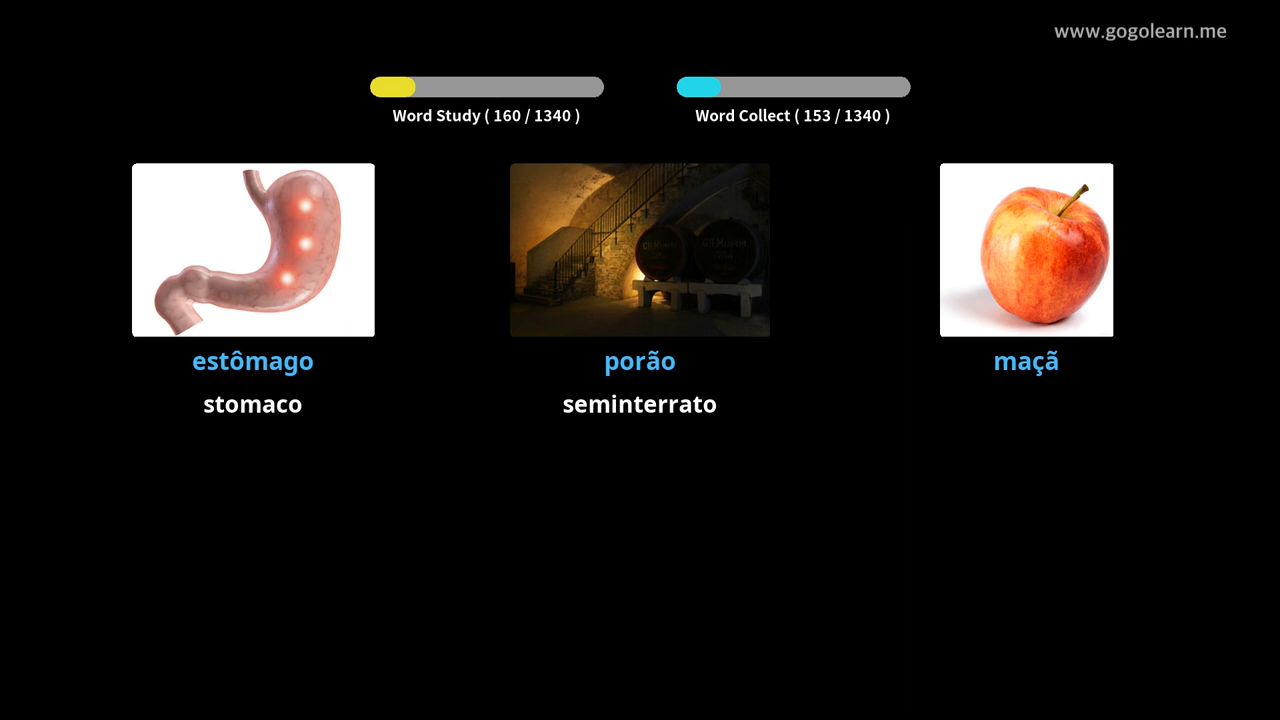 www.gogolearn.me
Word Study ( 160 / 1340 )
Word Collect ( 153 / 1340 )
estômago
porão
maçã
stomaco
seminterrato